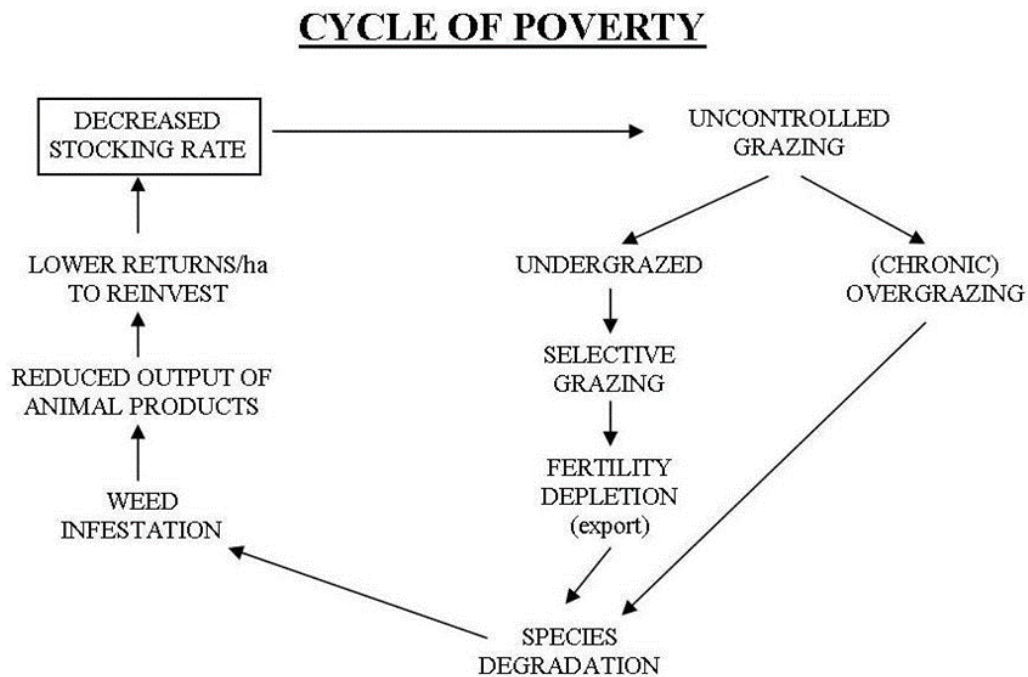 CYCLE OF POVERTY
DECREASED
STOCKING RATE
UNCONTROLLED
GRAZING
LOWER RETURNS/ha
TO REINVEST
UNDERGRAZED
(CHRONIC)
OVERGRAZING
REDUCED OUTPUT OF
ANIMAL PRODUCTS
SELECTIVE
GRAZING
WEED
INFESTATION
FERTILITY
DEPLETION
(export)
SPECIES
DEGRADATION